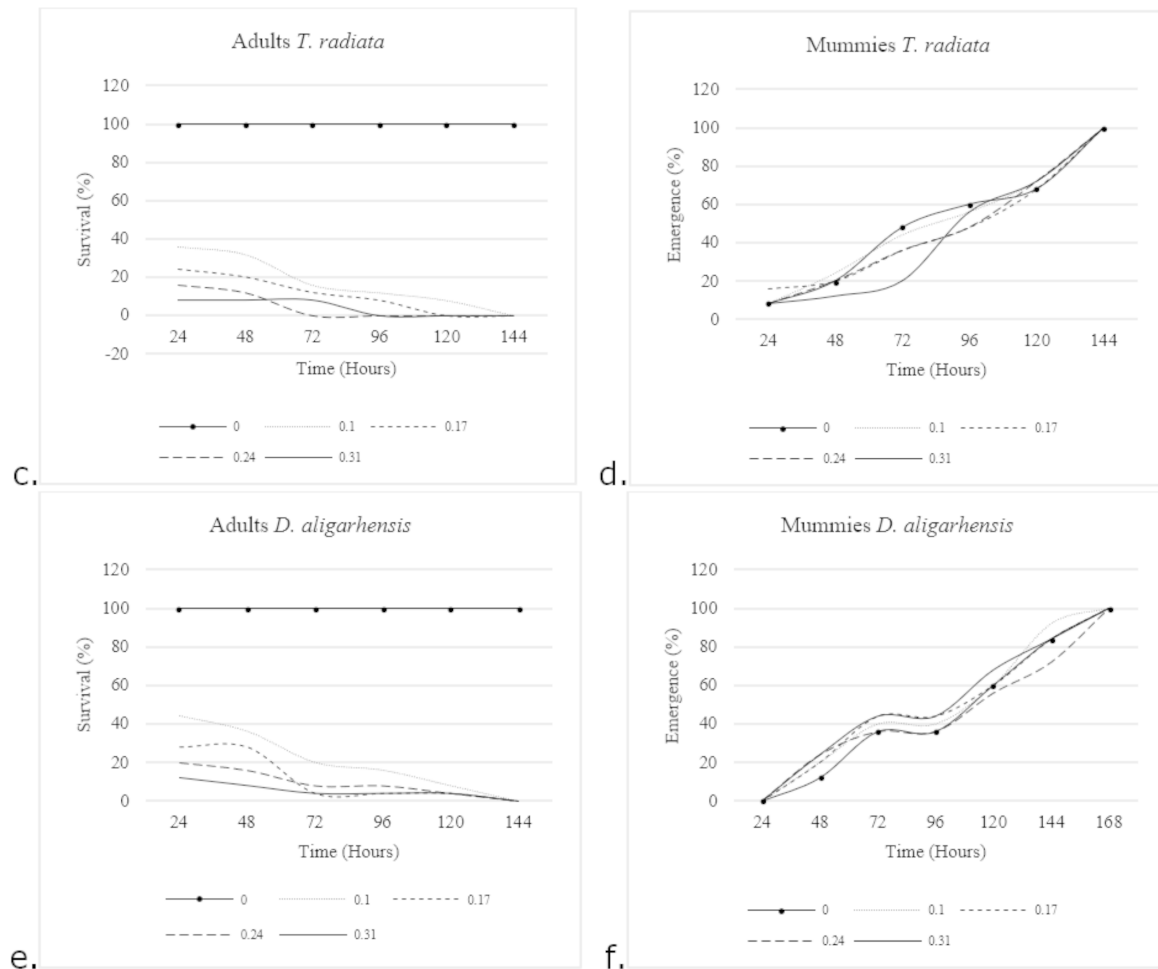 Adults T. radiata
120
100
80
60
40
20
0
-20
Survival (%)
24 48 72 96 120 144
Time (Hours)
0 0.1 0.17
0.24 0.31
c.
Mummies T. radiata
120
100
80
60
40
20
0
Emergence (%)
24 48 72 96 120 144
Time (Hours)
0 0.1 0.17
0.24 0.31
d.
Adults D. aligarhensis
120
100
80
60
40
20
0
Survival (%)
24 48 72 96 120 144
Time (Hours)
0 0.1 0.17
0.24 0.31
e.
Mummies D. aligarhensis
120
100
80
60
40
20
0
Emergence (%)
24 48 72 96 120 144 168
Time (Hours)
0 0.1 0.17
0.24 0.31
f.